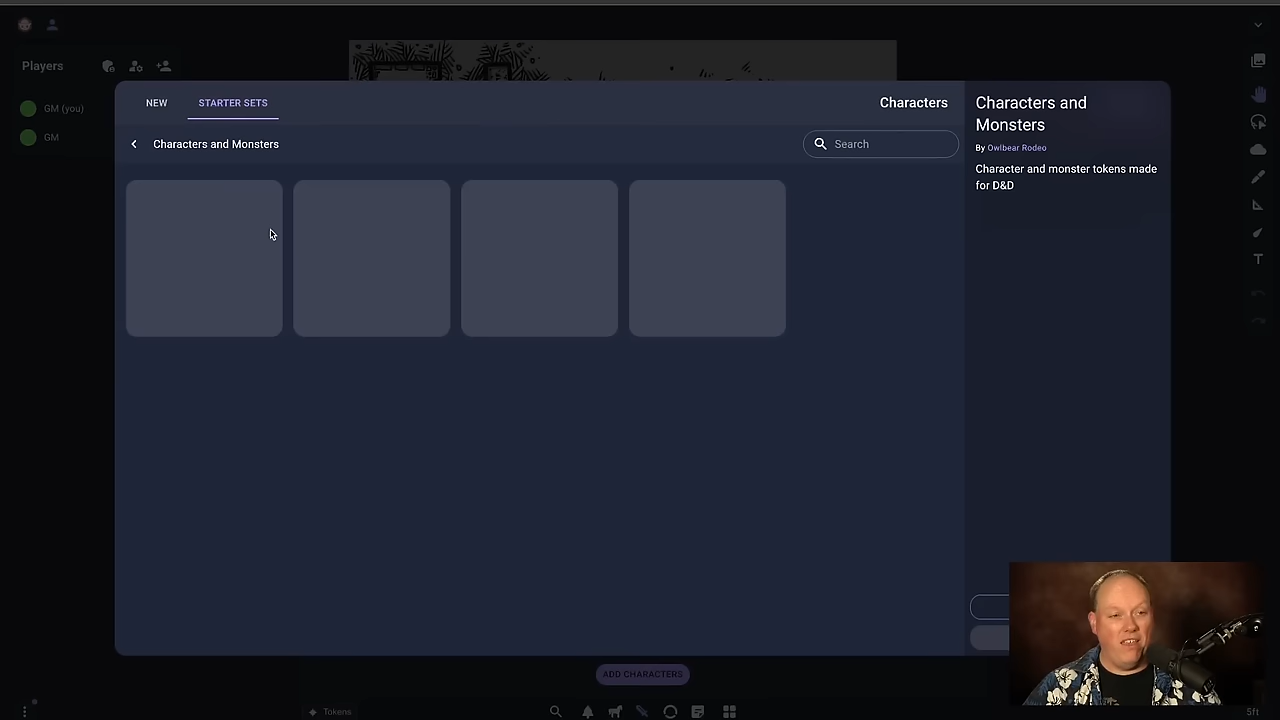 Players
GM (you)
GM
NEW
STARTER SETS
Characters
Characters and Monsters
Search
Characters and
Monsters
By Owlbear Rodeo
Character and monster tokens made
for D&D
ADD CHARACTERS
Tokens
5ft